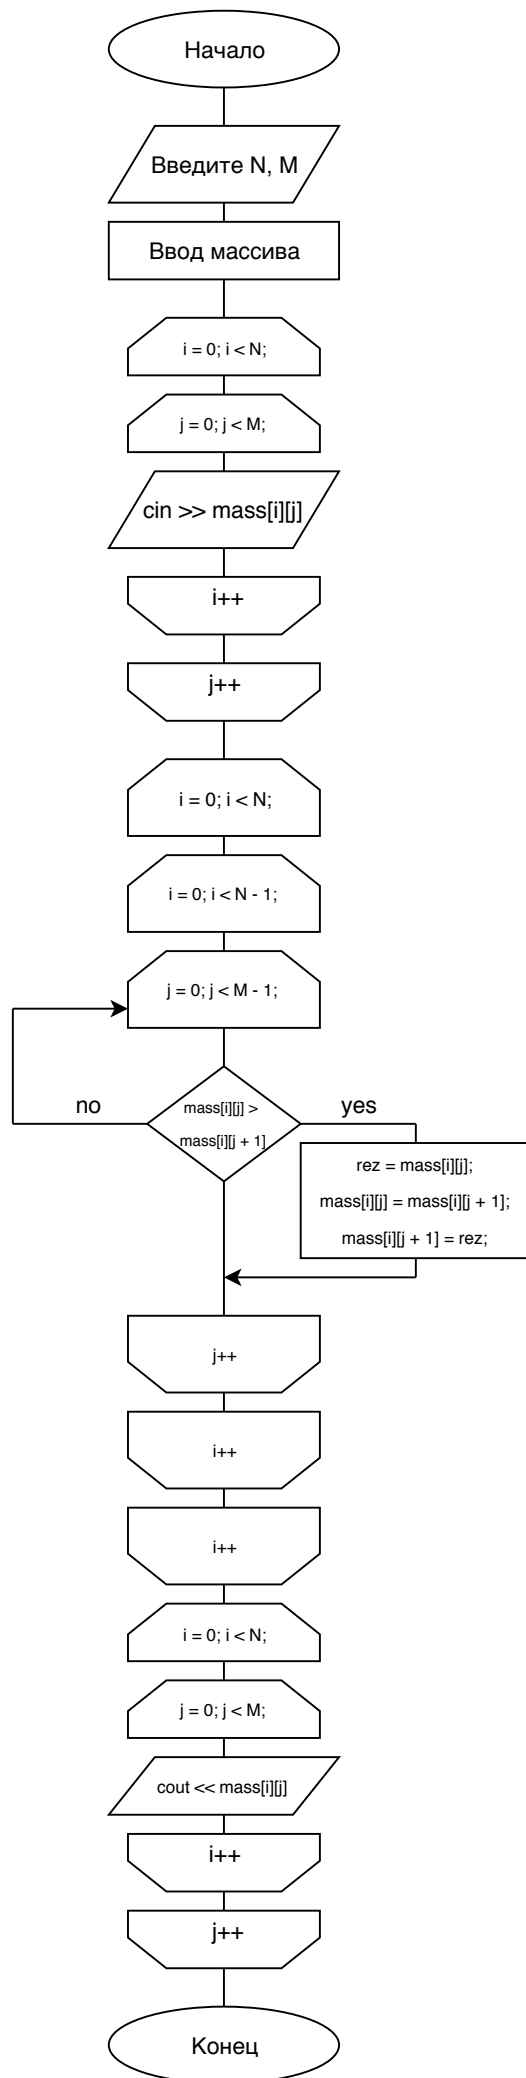 Начало
Введите N, M
Ввод массива
i = 0; i < N;
j = 0; j < M;
cin >> mass[i][j]
i++
j++
i = 0; i < N;
i = 0; i < N - 1;
j = 0; j < M - 1;
no
mass[i][j] >
mass[i][j + 1]
yes
rez = mass[i][j];
mass[i][j] = mass[i][j + 1];
mass[i][j + 1] = rez;
j++
i++
i++
i = 0; i < N;
j = 0; j < M;
cout << mass[i][j]
i++
j++
Конец